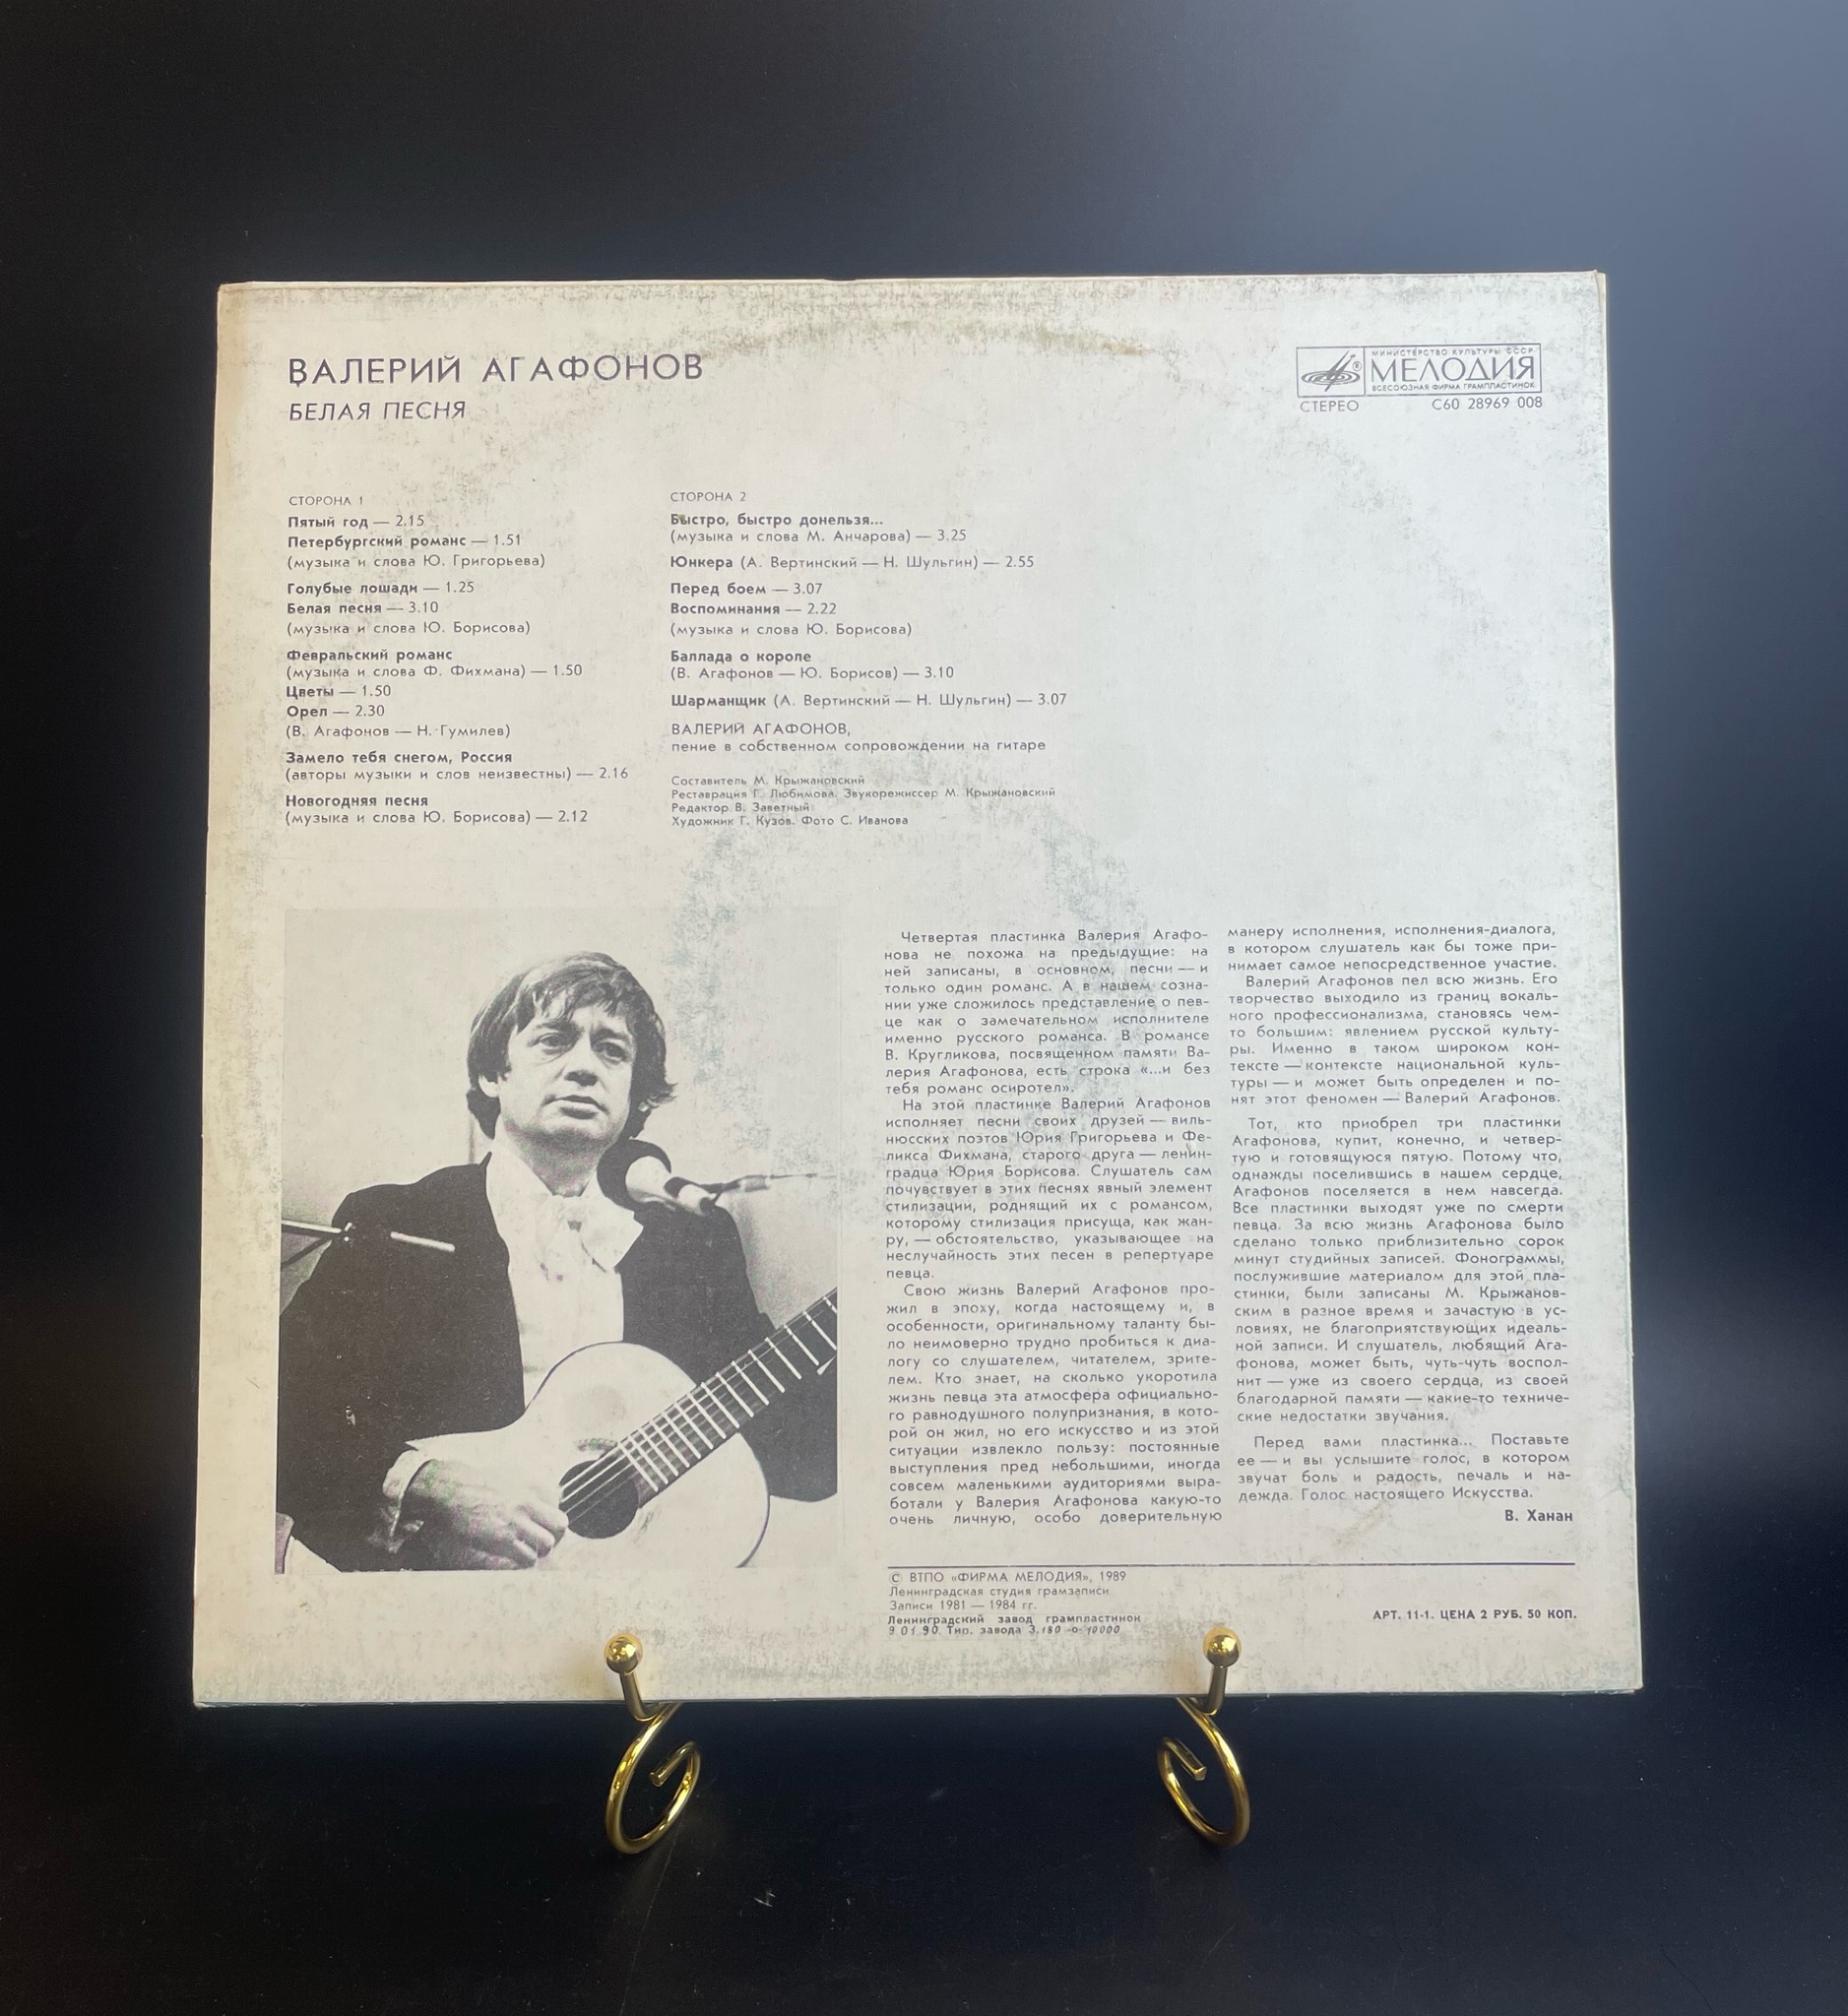 ВАЛЕРИЙ АГАФОНОВ
БЕЛАЯ ПЕСНЯ
МИНИСТЕРСТВО КУЛЬТУРЫ СССР
МЕЛОДИЯ
ВСЕСОЮЗНАЯ ФИРМА ГРАМПЛАСТИНОК
СТЕРЕО С60 28969 008
СТОРОНА 1
Пятый год — 2.15
Петербургский романс — 1.51
(музыка и слова Ю. Григорьева)
Голубые лошади — 1.25
Белая песня — 3.10
(музыка и слова Ю. Борисова)
Февральский романс
(музыка и слова Ф. Фихмана) — 1.50
Цветы — 1.50
Орел — 2.30
(В. Агафонов — Н. Гумилев)
Замело тебя снегом, Россия
(авторы музыки и слов неизвестны) — 2.16
Новогодняя песня
(музыка и слова Ю. Борисова) — 2.12
СТОРОНА 2
Быстро, быстро донельзя...
(музыка и слова М. Анчарова) — 3.25
Юнкера (А. Вертинский — Н. Шульгин) — 2.55
Перед боем — 3.07
Воспоминания — 2.22
(музыка и слова Ю. Борисова)
Баллада о короле
(В. Агафонов — Ю. Борисов) — 3.10
Шарманщик (А. Вертинский — Н. Шульгин) — 3.07
ВАЛЕРИЙ АГАФОНОВ,
пение в собственном сопровождении на гитаре
Составитель М. Крыжановский
Реставрация Г. Любимова. Звукорежиссер М. Крыжановский
Редактор В. Заветный
Художник Г. Кузов. Фото С. Иванова
Четвертая пластинка Валерия Агафо-
нова не похожа на предыдущие: на
ней записаны, в основном, песни — и
только один романс. А в нашем созна-
нии уже сложилось представление о пев-
це как о замечательном исполнителе
именно русского романса. В романсе
В. Кругликова, посвященном памяти Ва-
лерия Агафонова, есть строка «...и без
тебя романс осиротел».
На этой пластинке Валерий Агафонов
исполняет песни своих друзей — виль-
нюсских поэтов Юрия Григорьева и Фе-
ликса Фихмана, старого друга — ленин-
градца Юрия Борисова. Слушатель сам
почувствует в этих песнях явный элемент
стилизации, роднящий их с романсом,
которому стилизация присуща, как жан-
ру, — обстоятельство, указывающее на
неслучайность этих песен в репертуаре
певца.
Свою жизнь Валерий Агафонов про-
жил в эпоху, когда настоящему и, в
особенности, оригинальному таланту бы-
ло неимоверно трудно пробиться к диа-
логу со слушателем, читателем, зрите-
лем. Кто знает, на сколько укоротила
жизнь певца эта атмосфера официально-
го равнодушного полупризнания, в кото-
рой он жил, но его искусство и из этой
ситуации извлекло пользу: постоянные
выступления пред небольшими, иногда
совсем маленькими аудиториями выра-
ботали у Валерия Агафонова какую-то
очень личную, особо доверительную
манеру исполнения, исполнения-диалога,
в котором слушатель как бы тоже при-
нимает самое непосредственное участие.
Валерий Агафонов пел всю жизнь. Его
творчество выходило из границ вокаль-
ного профессионализма, становясь чем-
то большим: явлением русской культу-
ры. Именно в таком широком кон-
тексте — контексте национальной куль-
туры — и может быть определен и по-
нят этот феномен — Валерий Агафонов.
Тот, кто приобрел три пластинки
Агафонова, купит, конечно, и четвер-
тую и готовящуюся пятую. Потому что,
однажды поселившись в нашем сердце,
Агафонов поселяется в нем навсегда.
Все пластинки выходят уже по смерти
певца. За всю жизнь Агафонова было
сделано только приблизительно сорок
минут студийных записей. Фонограммы,
послужившие материалом для этой пла-
стинки, были записаны М. Крыжанов-
ским в разное время и зачастую в ус-
ловиях, не благоприятствующих идеаль-
ной записи. И слушатель, любящий Ага-
фонова, может быть, чуть-чуть воспол-
нит — уже из своего сердца, из своей
благодарной памяти — какие-то техниче-
ские недостатки звучания.
Перед вами пластинка... Поставьте
ее — и вы услышите голос, в котором
звучат боль и радость, печаль и на-
дежда. Голос настоящего Искусства.
В. Ханан
© ВТПО «ФИРМА МЕЛОДИЯ», 1989
Ленинградская студия грамзаписи
Записи 1981 — 1984 гг.
Ленинградский завод грампластинок
9.01.90. Тип. завода З.180 -о- 10000
АРТ. 11-1. ЦЕНА 2 РУБ. 50 КОП.